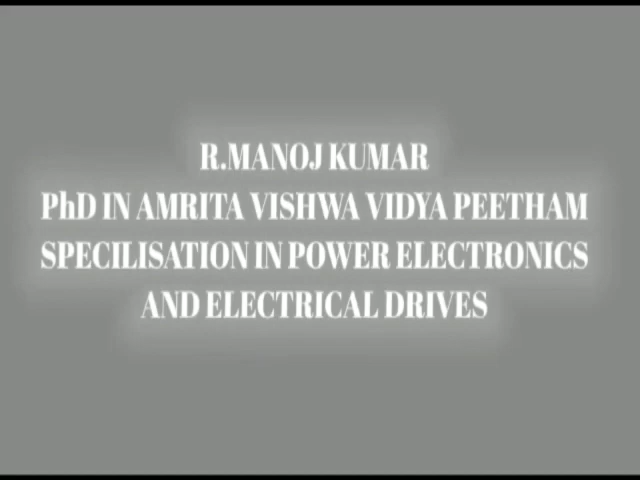 R.MANOJ KUMAR
PhD IN AMRITA VISHWA VIDYA PEETHAM
SPECILISATION IN POWER ELECTRONICS
AND ELECTRICAL DRIVES